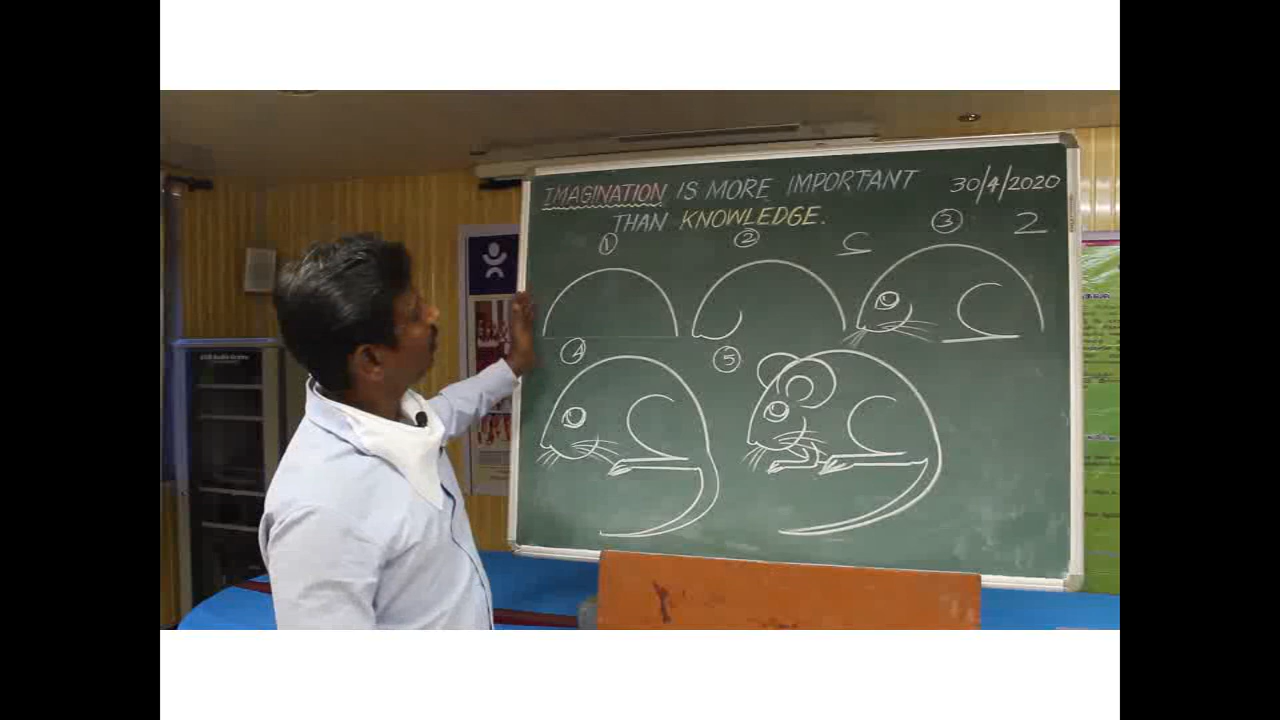 IMAGINATION IS MORE IMPORTANT
THAN KNOWLEDGE.
30/4/2020
1
2
C
3
2
4
5